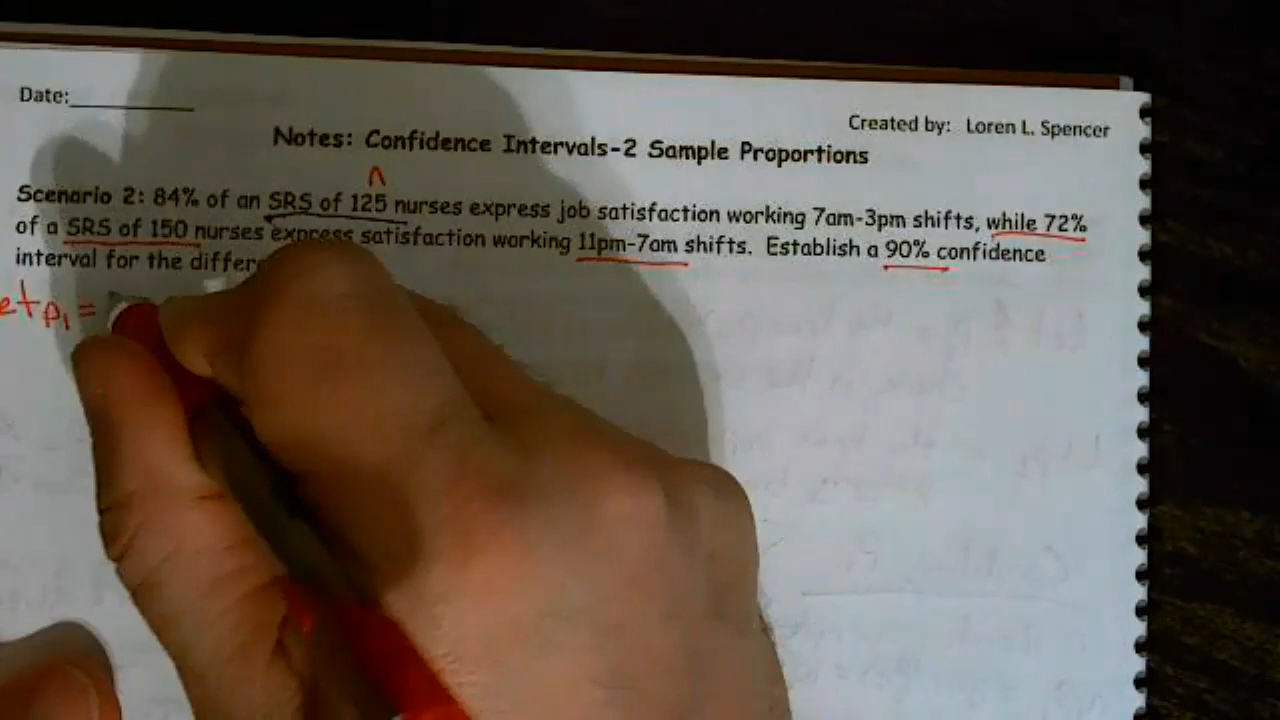 Date:__________
Created by: Loren L. Spencer
Notes: Confidence Intervals-2 Sample Proportions
Scenario 2: 84% of an SRS of 125 nurses express job satisfaction working 7am-3pm shifts, while 72%
of a SRS of 150 nurses express satisfaction working 11pm-7am shifts. Establish a 90% confidence
interval for the
p₁ =